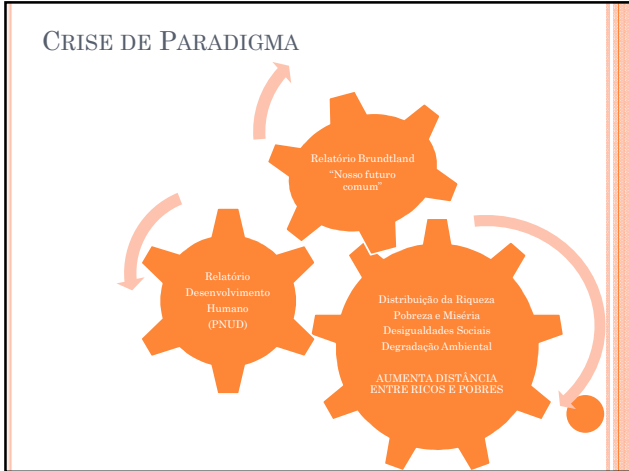 CRISE DE PARADIGMA
Relatório Brundtland
“Nosso futuro
comum”
Relatório
Desenvolvimento
Humano
(PNUD)
Distribuição da Riqueza
Pobreza e Miséria
Desigualdades Sociais
Degradação Ambiental
AUMENTA DISTÂNCIA
ENTRE RICOS E POBRES